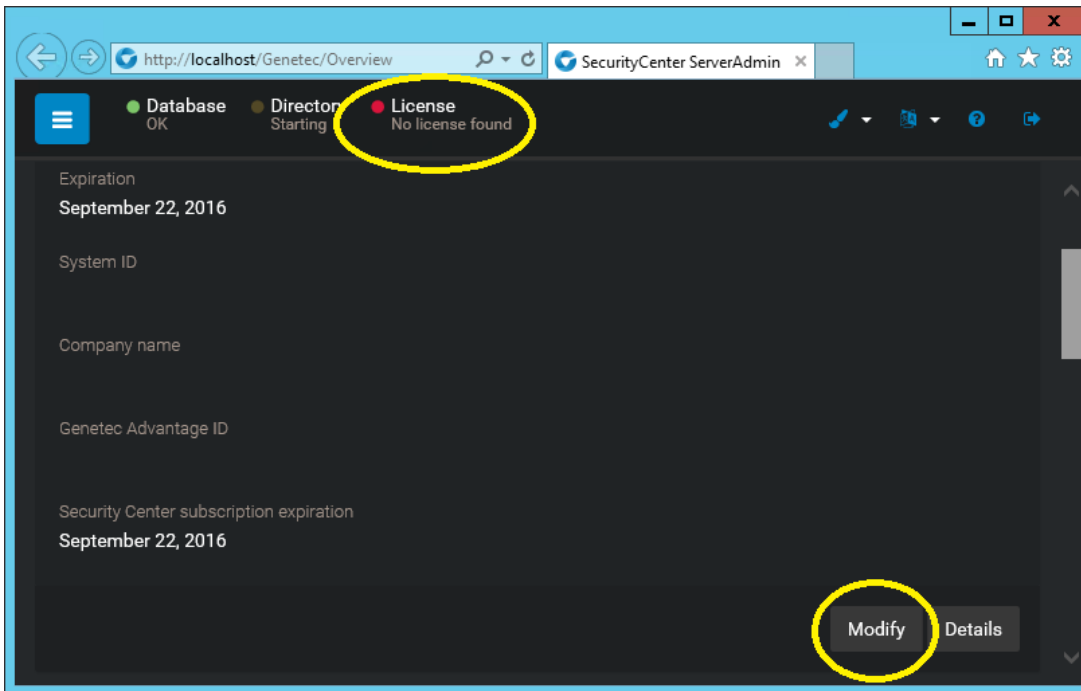 http://localhost/Genetec/Overview
SecurityCenter ServerAdmin
Database
OK
Director
Starting
License
No license found
Expiration
September 22, 2016
System ID
Company name
Genetec Advantage ID
Security Center subscription expiration
September 22, 2016
Modify
Details